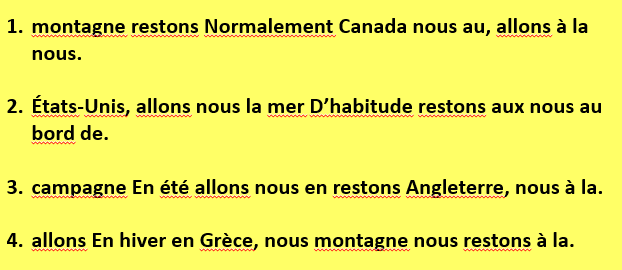 1. montagne restons Normalement Canada nous au, allons à la
nous.
2. États-Unis, allons nous la mer D’habitude restons aux nous au
bord de.
3. campagne En été allons nous en restons Angleterre, nous à la.
4. allons En hiver en Grèce, nous montagne nous restons à la.